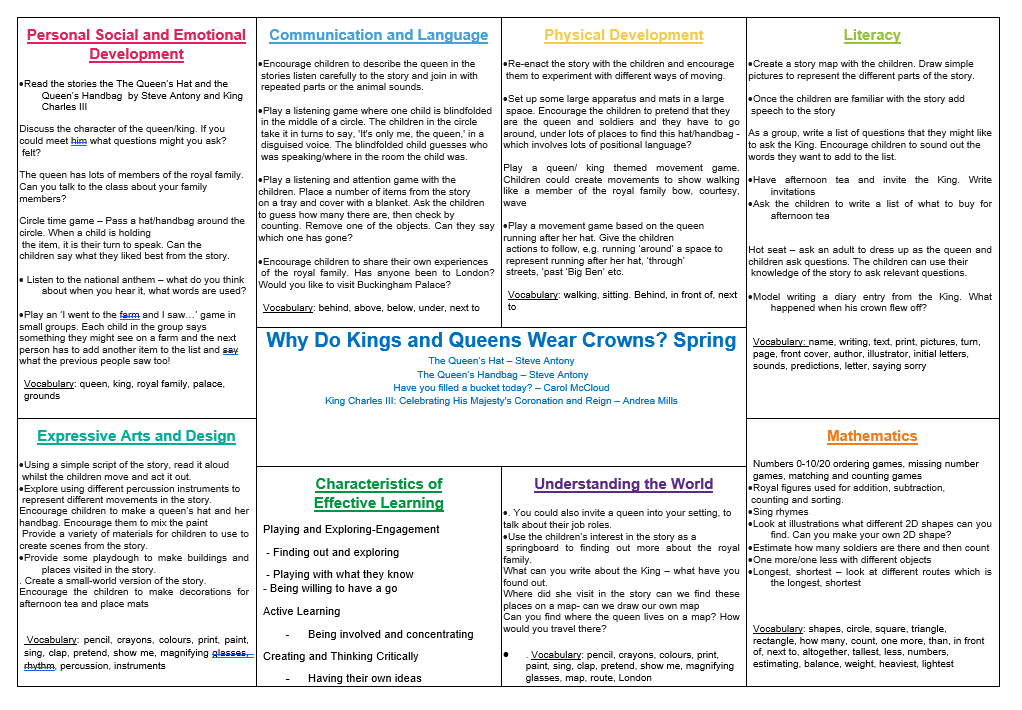 Personal Social and Emotional
Development
•Read the stories the The Queen's Hat and the
Queen's Handbag by Steve Antony and King
Charles III
Discuss the character of the queen/king. If you
could meet him what questions might you ask?
felt?
The queen has lots of members of the royal family.
Can you talk to the class about your family
members?
Circle time game – Pass a hat/handbag around the
circle. When a child is holding
the item, it is their turn to speak. Can the
children say what they liked best from the story.
• Listen to the national anthem – what do you think
about when you hear it, what words are used?
•Play an 'I went to the farm and I saw…' game in
small groups. Each child in the group says
something they might see on a farm and the next
person has to add another item to the list and say
what the previous people saw too!
Vocabulary: queen, king, royal family, palace,
grounds
Communication and Language
•Encourage children to describe the queen in the
stories listen carefully to the story and join in with
repeated parts or the animal sounds.
•Play a listening game where one child is blindfolded
in the middle of a circle. The children in the circle
take it in turns to say, 'It's only me, the queen,' in a
disguised voice. The blindfolded child guesses who
was speaking/where in the room the child was.
•Play a listening and attention game with the
children. Place a number of items from the story
on a tray and cover with a blanket. Ask the children
to guess how many there are, then check by
counting. Remove one of the objects. Can they say
which one has gone?
•Encourage children to share their own experiences
of the royal family. Has anyone been to London?
Would you like to visit Buckingham Palace?
Vocabulary: behind, above, below, under, next to
Physical Development
•Re-enact the story with the children and encourage
them to experiment with different ways of moving.
•Set up some large apparatus and mats in a large
space. Encourage the children to pretend that they
are the queen and soldiers and they have to go
around, under lots of places to find this hat/handbag -
which involves lots of positional language?
Play a queen/ king themed movement game.
Children could create movements to show walking
like a member of the royal family bow, courtesy,
wave
•Play a movement game based on the queen
running after her hat. Give the children
actions to follow, e.g. running 'around' a space to
represent running after her hat, 'through'
streets, 'past 'Big Ben' etc.
Vocabulary: walking, sitting. Behind, in front of, next
to
Literacy
•Create a story map with the children. Draw simple
pictures to represent the different parts of the story.
•Once the children are familiar with the story add
speech to the story
As a group, write a list of questions that they might like
to ask the King. Encourage children to sound out the
words they want to add to the list.
•Have afternoon tea and invite the King. Write
invitations
•Ask the children to write a list of what to buy for
afternoon tea
Hot seat – ask an adult to dress up as the queen and
children ask questions. The children can use their
knowledge of the story to ask relevant questions.
•Model writing a diary entry from the King. What
happened when his crown flew off?
Vocabulary: name, writing, text, print, pictures, turn,
page, front cover, author, illustrator, initial letters,
sounds, predictions, letter, saying sorry
Why Do Kings and Queens Wear Crowns? Spring
The Queen's Hat – Steve Antony
The Queen's Handbag – Steve Antony
Have you filled a bucket today? – Carol McCloud
King Charles III: Celebrating His Majesty's Coronation and Reign – Andrea Mills
Expressive Arts and Design
•Using a simple script of the story, read it aloud
whilst the children move and act it out.
•Explore using different percussion instruments to
represent different movements in the story.
Encourage children to make a queen's hat and her
handbag. Encourage them to mix the paint
Provide a variety of materials for children to use to
create scenes from the story.
•Provide some playdough to make buildings and
places visited in the story.
. Create a small-world version of the story.
Encourage the children to make decorations for
afternoon tea and place mats
Vocabulary: pencil, crayons, colours, print, paint,
sing, clap, pretend, show me, magnifying glasses,
rhythm, percussion, instruments
Characteristics of
Effective Learning
Playing and Exploring-Engagement
- Finding out and exploring
- Playing with what they know
- Being willing to have a go
Active Learning
- Being involved and concentrating
Creating and Thinking Critically
- Having their own ideas
Understanding the World
•. You could also invite a queen into your setting, to
talk about their job roles.
•Use the children's interest in the story as a
springboard to finding out more about the royal
family.
What can you write about the King – what have you
found out.
Where did she visit in the story can we find these
places on a map- can we draw our own map
Can you find where the queen lives on a map? How
would you travel there?
• . Vocabulary: pencil, crayons, colours, print,
paint, sing, clap, pretend, show me, magnifying
glasses, map, route, London
Mathematics
Numbers 0-10/20 ordering games, missing number
games, matching and counting games
•Royal figures used for addition, subtraction,
counting and sorting.
•Sing rhymes
•Look at illustrations what different 2D shapes can you
find. Can you make your own 2D shape?
•Estimate how many soldiers are there and then count
•One more/one less with different objects
•Longest, shortest – look at different routes which is
the longest, shortest
Vocabulary: shapes, circle, square, triangle,
rectangle, how many, count, one more, than, in front
of, next to, altogether, tallest, less, numbers,
estimating, balance, weight, heaviest, lightest